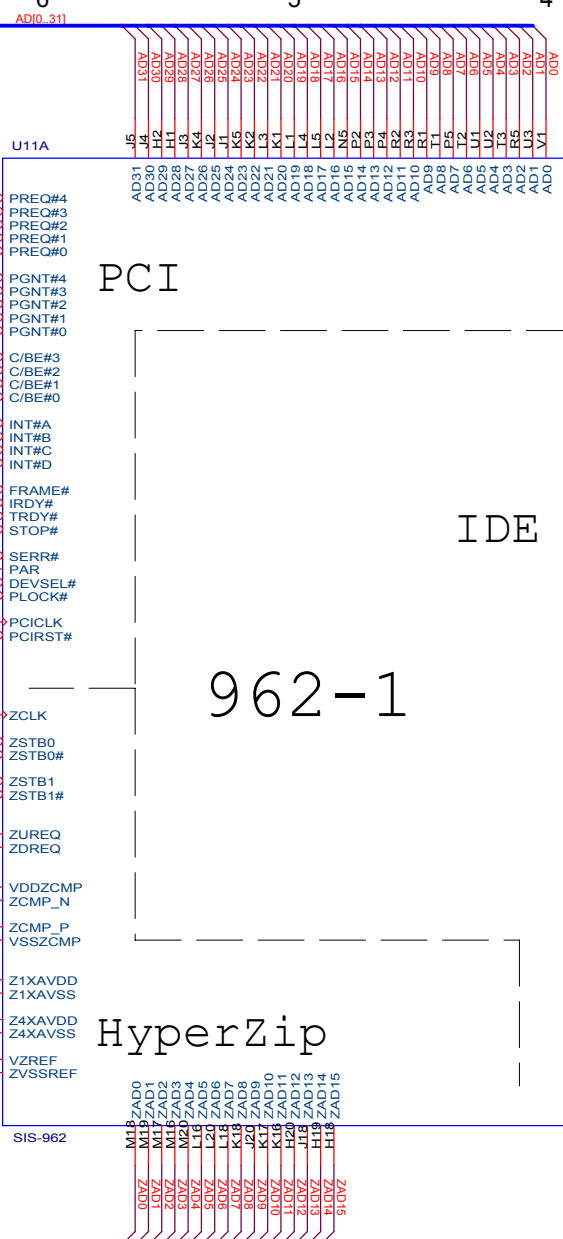 6 5 4
AD[0..31]
AD31 AD30 AD29 AD28 AD27 AD26 AD25 AD24 AD23 AD22 AD21 AD20 AD19 AD18 AD17 AD16 AD15 AD14 AD13 AD12 AD11 AD10 AD9 AD8 AD7 AD6 AD5 AD4 AD3 AD2 AD1 AD0
J5 J4 H2 H1 J3 K4 J2 J1 K5 K2 L3 K1 L1 L4 L5 L2 N5 P2 P3 P4 R2 R3 R1 T1 P5 T2 U1 U2 T3 R5 U3 V1
U11A
AD31 AD30 AD29 AD28 AD27 AD26 AD25 AD24 AD23 AD22 AD21 AD20 AD19 AD18 AD17 AD16 AD15 AD14 AD13 AD12 AD11 AD10 AD9 AD8 AD7 AD6 AD5 AD4 AD3 AD2 AD1 AD0
PREQ#4
PREQ#3
PREQ#2
PREQ#1
PREQ#0
PCI
PGNT#4
PGNT#3
PGNT#2
PGNT#1
PGNT#0
C/BE#3
C/BE#2
C/BE#1
C/BE#0
INT#A
INT#B
INT#C
INT#D
FRAME#
IRDY#
TRDY#
STOP#
IDE
SERR#
PAR
DEVSEL#
PLOCK#
PCICLK
PCIRST#
962-1
ZCLK
ZSTB0
ZSTB0#
ZSTB1
ZSTB1#
ZUREQ
ZDREQ
VDDZCMP
ZCMP_N
ZCMP_P
VSSZCMP
Z1XAVDD
Z1XAVSS
Z4XAVDD
Z4XAVSS
HyperZip
VZREF
ZVSSREF
ZAD0 ZAD1 ZAD2 ZAD3 ZAD4 ZAD5 ZAD6 ZAD7 ZAD8 ZAD9 ZAD10 ZAD11 ZAD12 ZAD13 ZAD14 ZAD15
SIS-962
M18 M19 M17 M16 M20 L16 L20 L18 K18 J20 K17 K16 H20 J18 H19 H18
ZAD0 ZAD1 ZAD2 ZAD3 ZAD4 ZAD5 ZAD6 ZAD7 ZAD8 ZAD9 ZAD10 ZAD11 ZAD12 ZAD13 ZAD14 ZAD15